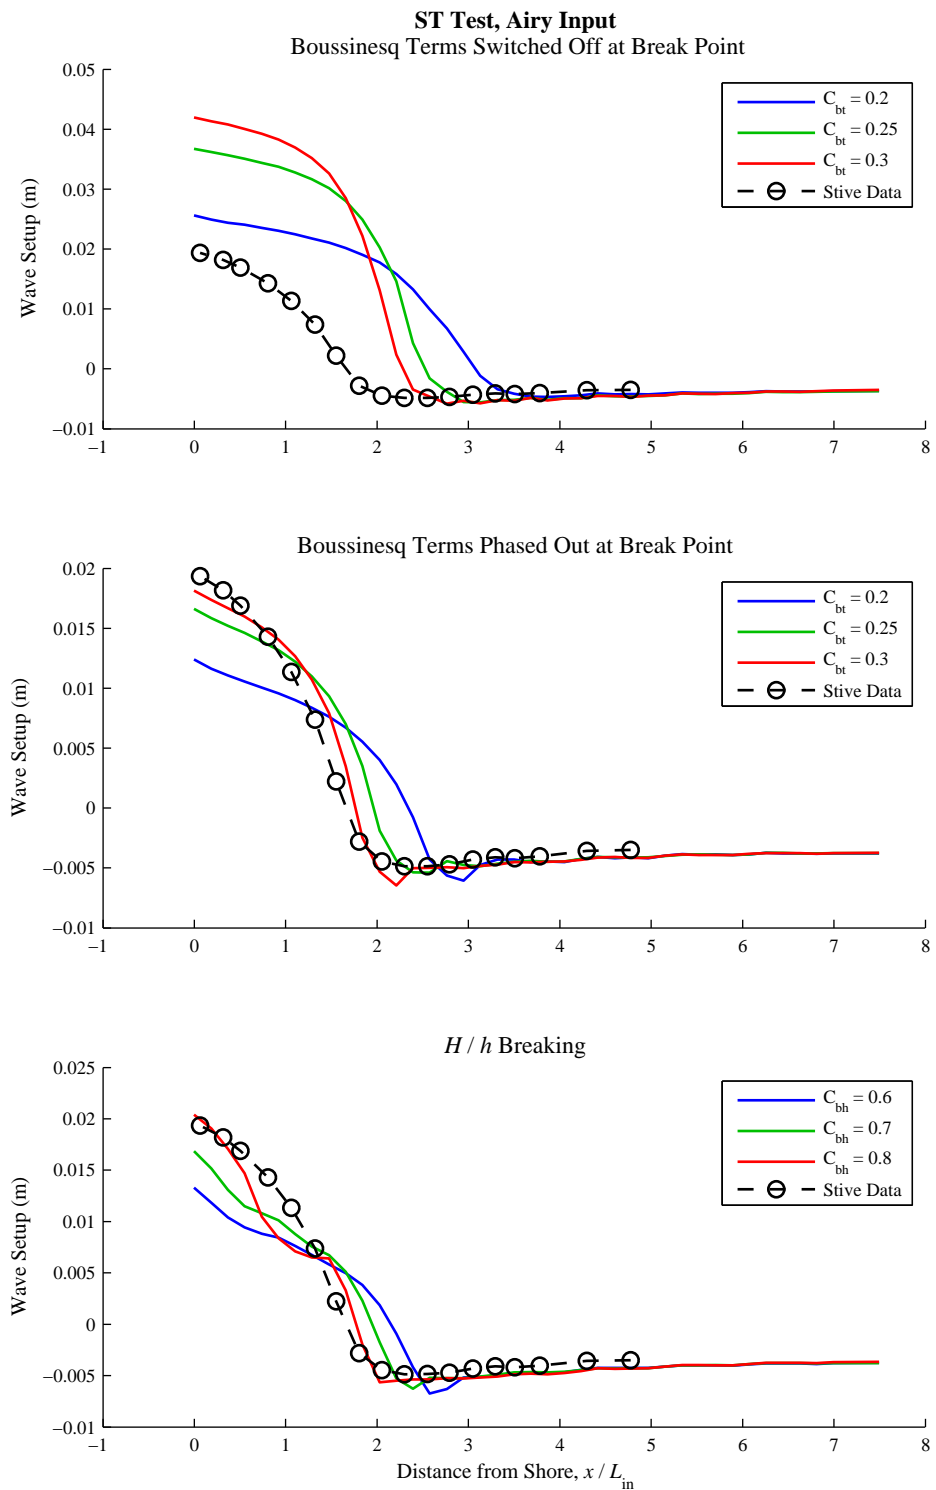 ST Test, Airy Input
Boussinesq Terms Switched Off at Break Point
0.05
0.04
0.03
0.02
0.01
0
−0.01
Wave Setup (m)
−1 0 1 2 3 4 5 6 7 8
C_bt = 0.2
C_bt = 0.25
C_bt = 0.3
Stive Data
Boussinesq Terms Phased Out at Break Point
0.02
0.015
0.01
0.005
0
−0.005
−0.01
Wave Setup (m)
−1 0 1 2 3 4 5 6 7 8
C_bt = 0.2
C_bt = 0.25
C_bt = 0.3
Stive Data
H / h Breaking
0.025
0.02
0.015
0.01
0.005
0
−0.005
−0.01
Wave Setup (m)
−1 0 1 2 3 4 5 6 7 8
C_bh = 0.6
C_bh = 0.7
C_bh = 0.8
Stive Data
Distance from Shore, x / L_in